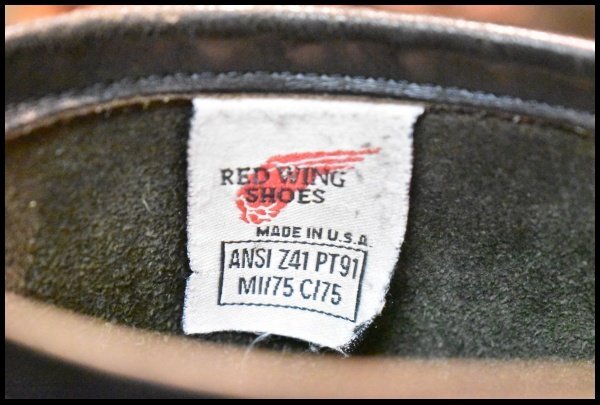 RED WING
SHOES
MADE IN U.S.A.
ANSI Z41 PT91
MI/75 C/75